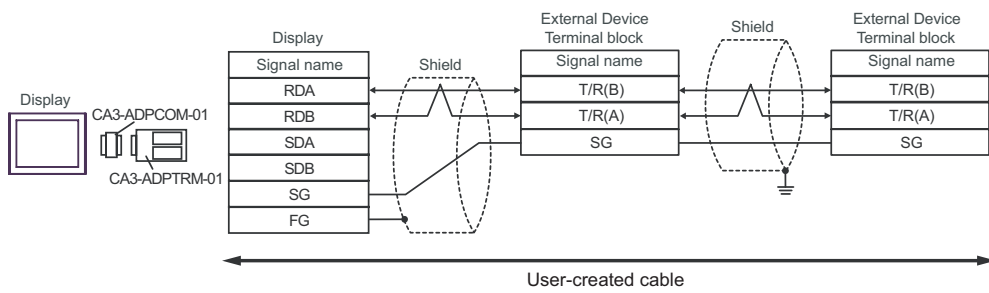 Display
CA3-ADPCOM-01
CA3-ADPTRM-01
Display
Signal name
RDA
RDB
SDA
SDB
SG
FG
Shield
External Device
Terminal block
Signal name
T/R(B)
T/R(A)
SG
Shield
External Device
Terminal block
Signal name
T/R(B)
T/R(A)
SG
User-created cable